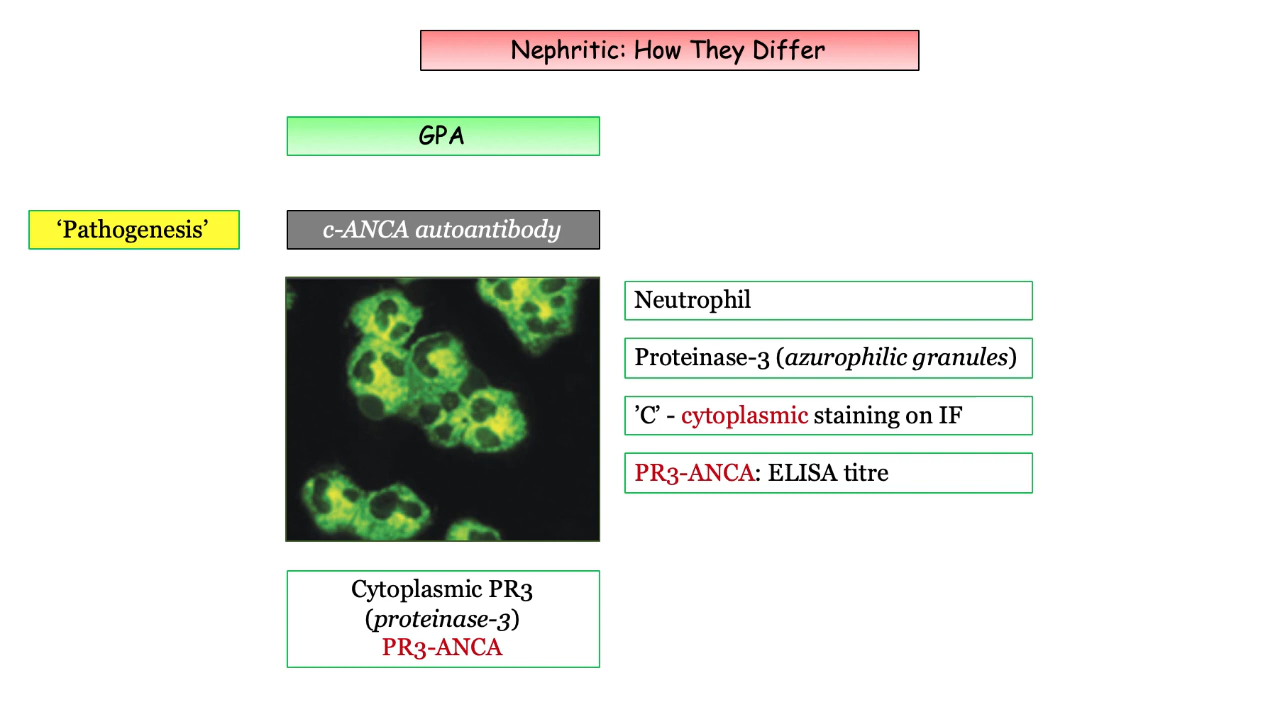 Nephritic: How They Differ
GPA
‘Pathogenesis’
c-ANCA autoantibody
Neutrophil
Proteinase-3 (azurophilic granules)
’C’ - cytoplasmic staining on IF
PR3-ANCA: ELISA titre
Cytoplasmic PR3
(proteinase-3)
PR3-ANCA